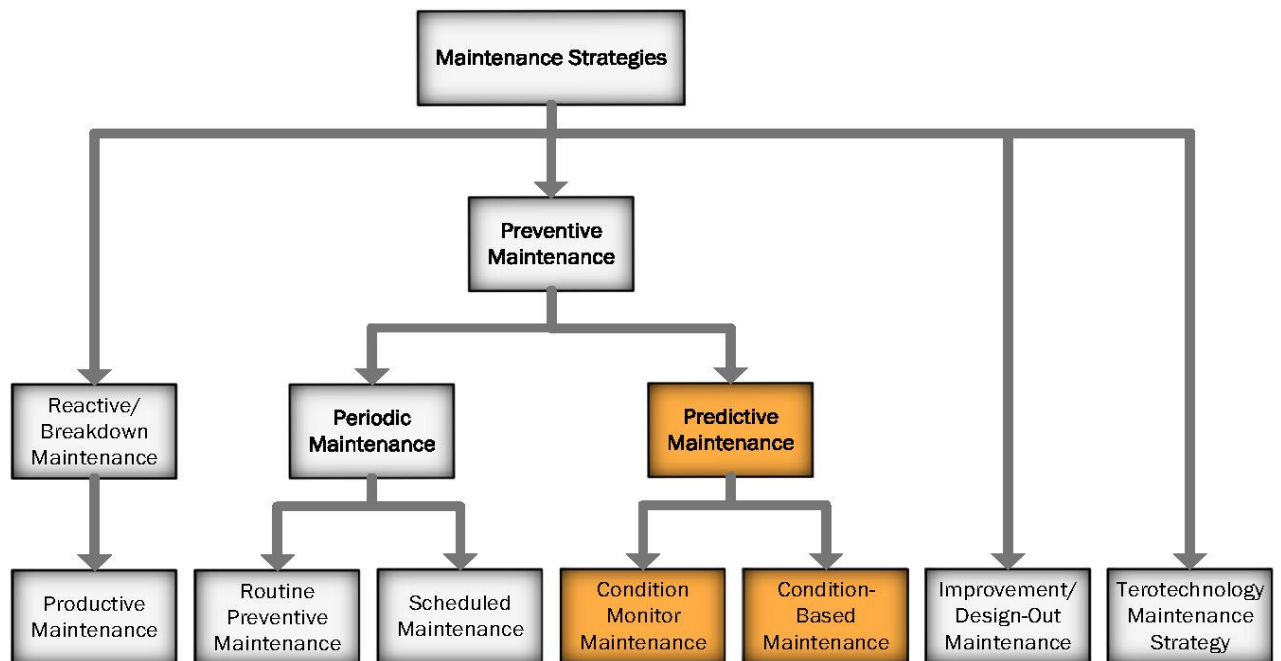 Maintenance Strategies
Preventive
Maintenance
Reactive/
Breakdown
Maintenance
Periodic
Maintenance
Predictive
Maintenance
Productive
Maintenance
Routine
Preventive
Maintenance
Scheduled
Maintenance
Condition
Monitor
Maintenance
Condition-
Based
Maintenance
Improvement/
Design-Out
Maintenance
Terotechnology
Maintenance
Strategy